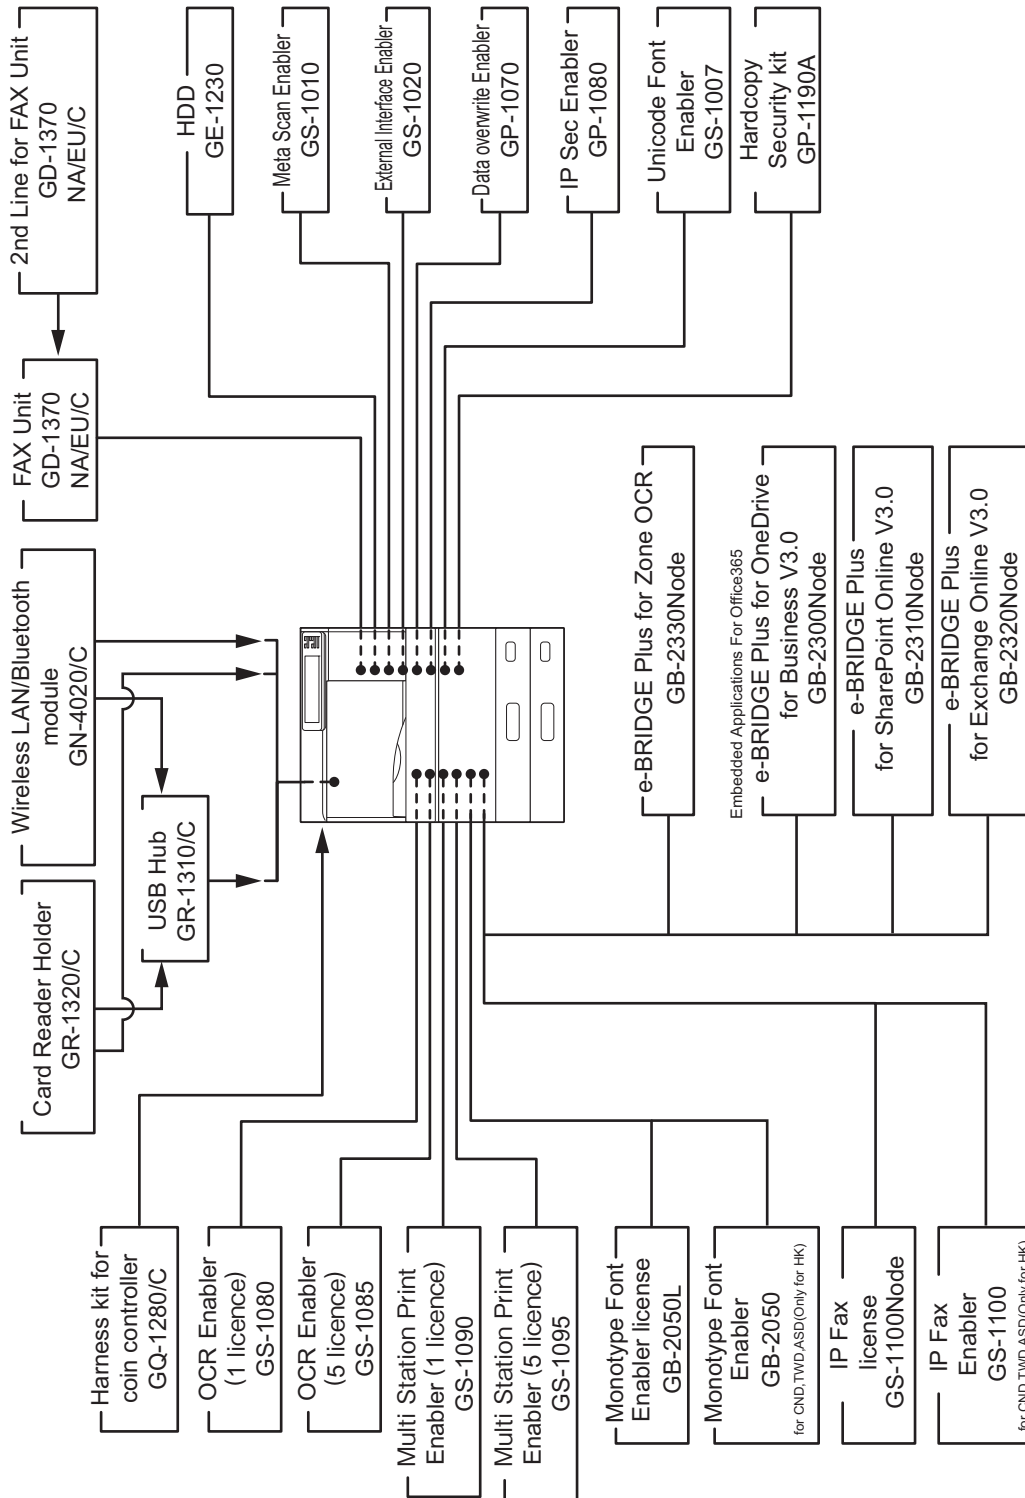 2nd Line for FAX Unit
GD-1370
NA/EU/C
FAX Unit
GD-1370
NA/EU/C
Wireless LAN/Bluetooth
module
GN-4020/C
Card Reader Holder
GR-1320/C
USB Hub
GR-1310/C
HDD
GE-1230
Meta Scan Enabler
GS-1010
External Interface Enabler
GS-1020
Data overwrite Enabler
GP-1070
IP Sec Enabler
GP-1080
Unicode Font
Enabler
GS-1007
Hardcopy
Security kit
GP-1190A
e-BRIDGE Plus for Zone OCR
GB-2330Node
Embedded Applications For Office365
e-BRIDGE Plus for OneDrive
for Business V3.0
GB-2300Node
e-BRIDGE Plus
for SharePoint Online V3.0
GB-2310Node
e-BRIDGE Plus
for Exchange Online V3.0
GB-2320Node
Harness kit for
coin controller
GQ-1280/C
OCR Enabler
(1 licence)
GS-1080
OCR Enabler
(5 licence)
GS-1085
Multi Station Print
Enabler (1 licence)
GS-1090
Multi Station Print
Enabler (5 licence)
GS-1095
Monotype Font
Enabler license
GB-2050L
Monotype Font
Enabler
GB-2050
for CND,TWD,ASD(Only for HK)
IP Fax
license
GS-1100Node
IP Fax
Enabler
GS-1100
for CND,TWD,ASD(Only for HK)